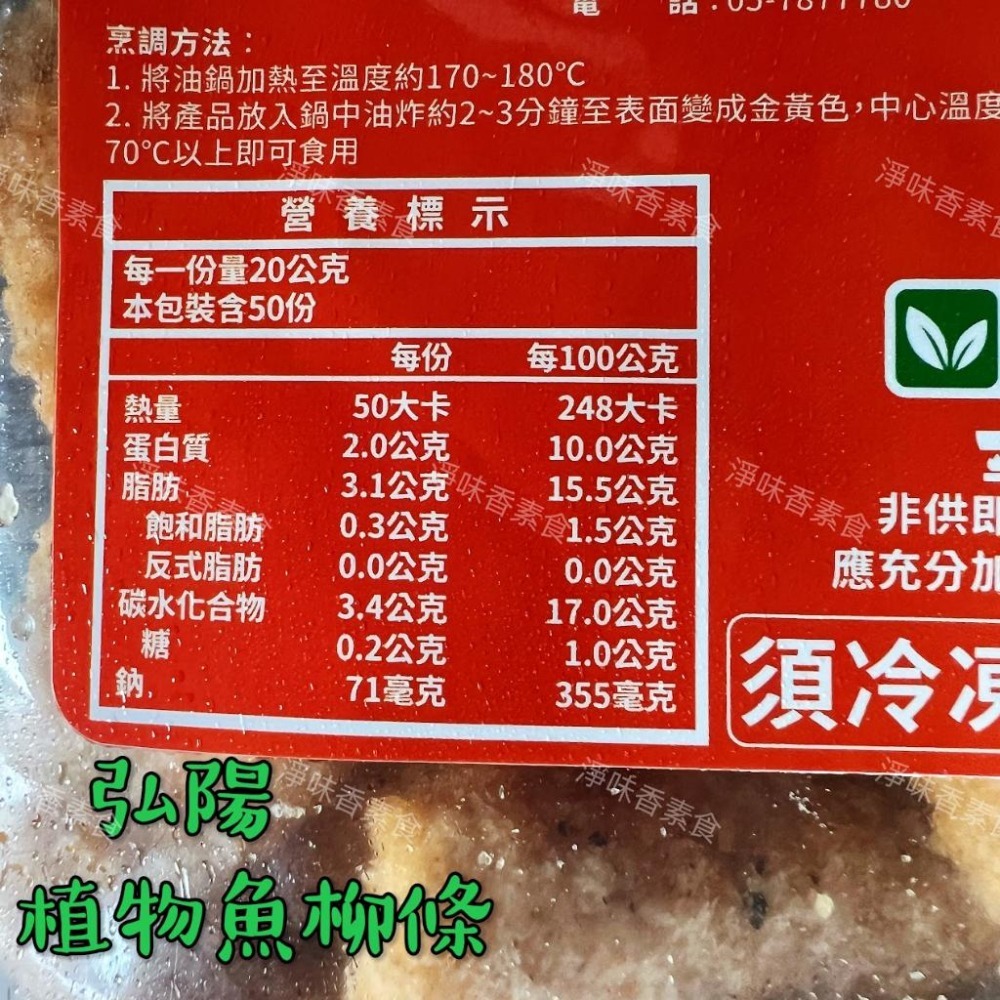 電 話：05-7877780
烹調方法：
1. 將油鍋加熱至溫度約170~180℃
2. 將產品放入鍋中油炸約2~3分鐘至表面變成金黃色，中心溫度
70℃以上即可食用
營養標示
每一份量20公克
本包裝含50份
每份 每100公克
熱量 50大卡 248大卡
蛋白質 2.0公克 10.0公克
脂肪 3.1公克 15.5公克
飽和脂肪 0.3公克 1.5公克
反式脂肪 0.0公克 0.0公克
碳水化合物 3.4公克 17.0公克
糖 0.2公克 1.0公克
鈉 71毫克 355毫克
非供即
應充分加
須冷凍
弘陽
植物魚柳條
淨味香素食